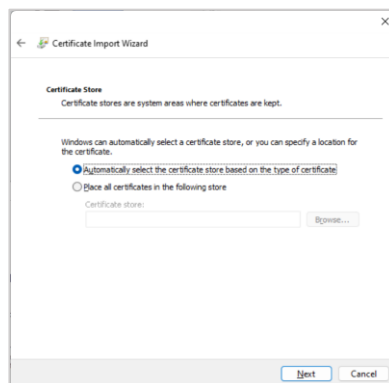 Certificate Import Wizard
Certificate Store
Certificate stores are system areas where certificates are kept.
Windows can automatically select a certificate store, or you can specify a location for
the certificate.
Automatically select the certificate store based on the type of certificate
Place all certificates in the following store
Certificate store:
Browse...
Next
Cancel